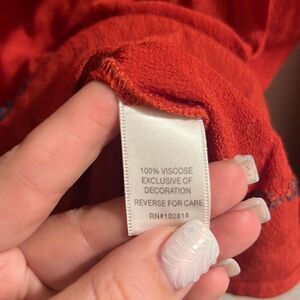 100% VISCOSE
EXCLUSIVE OF
DECORATION
REVERSE FOR CARE
RN#102816